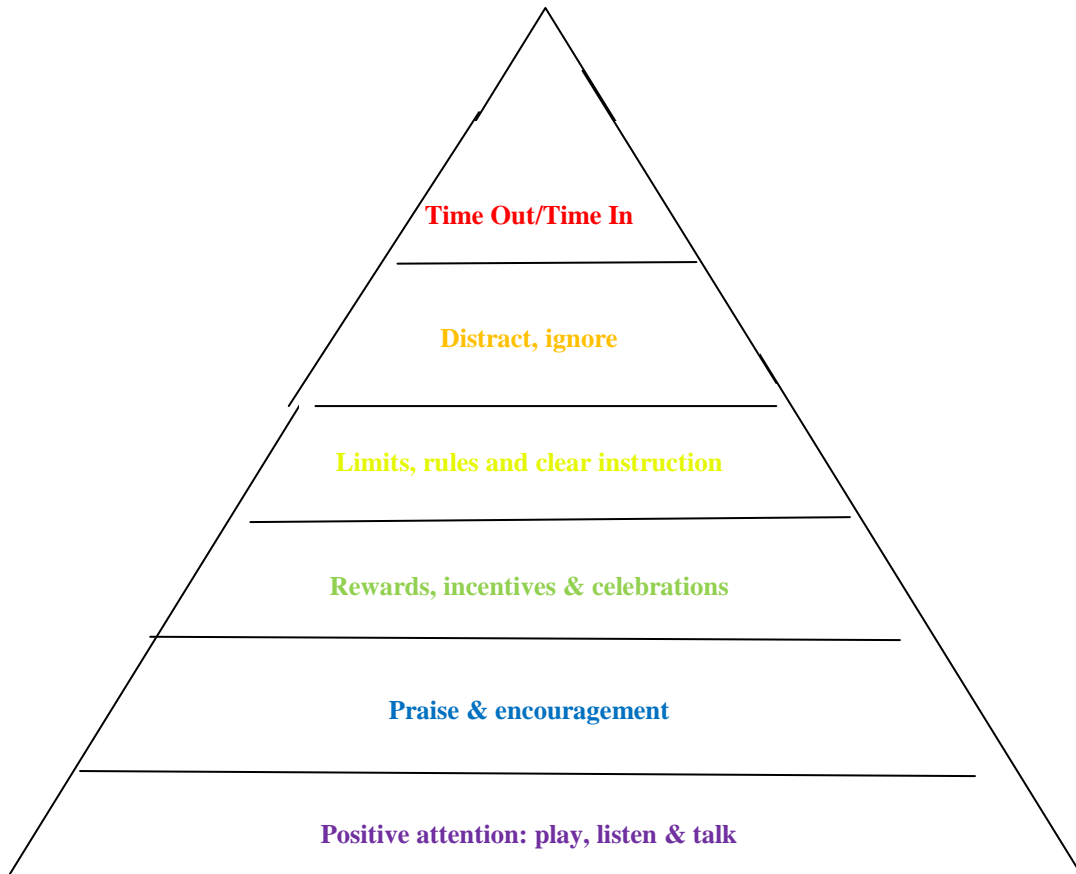 Time Out/Time In
Distract, ignore
Limits, rules and clear instruction
Rewards, incentives & celebrations
Praise & encouragement
Positive attention: play, listen & talk